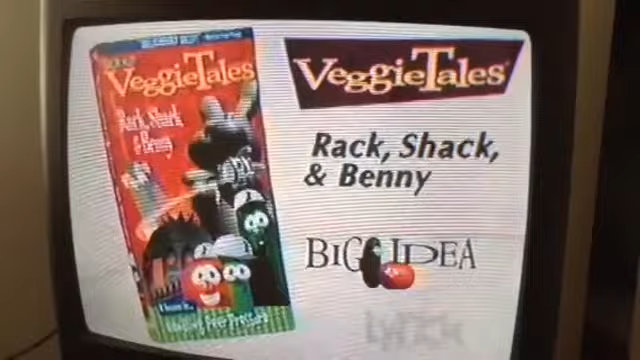 VeggieTales
Rack, Shack
& Benny
VeggieTales
Rack, Shack,
& Benny
BIG IDEA